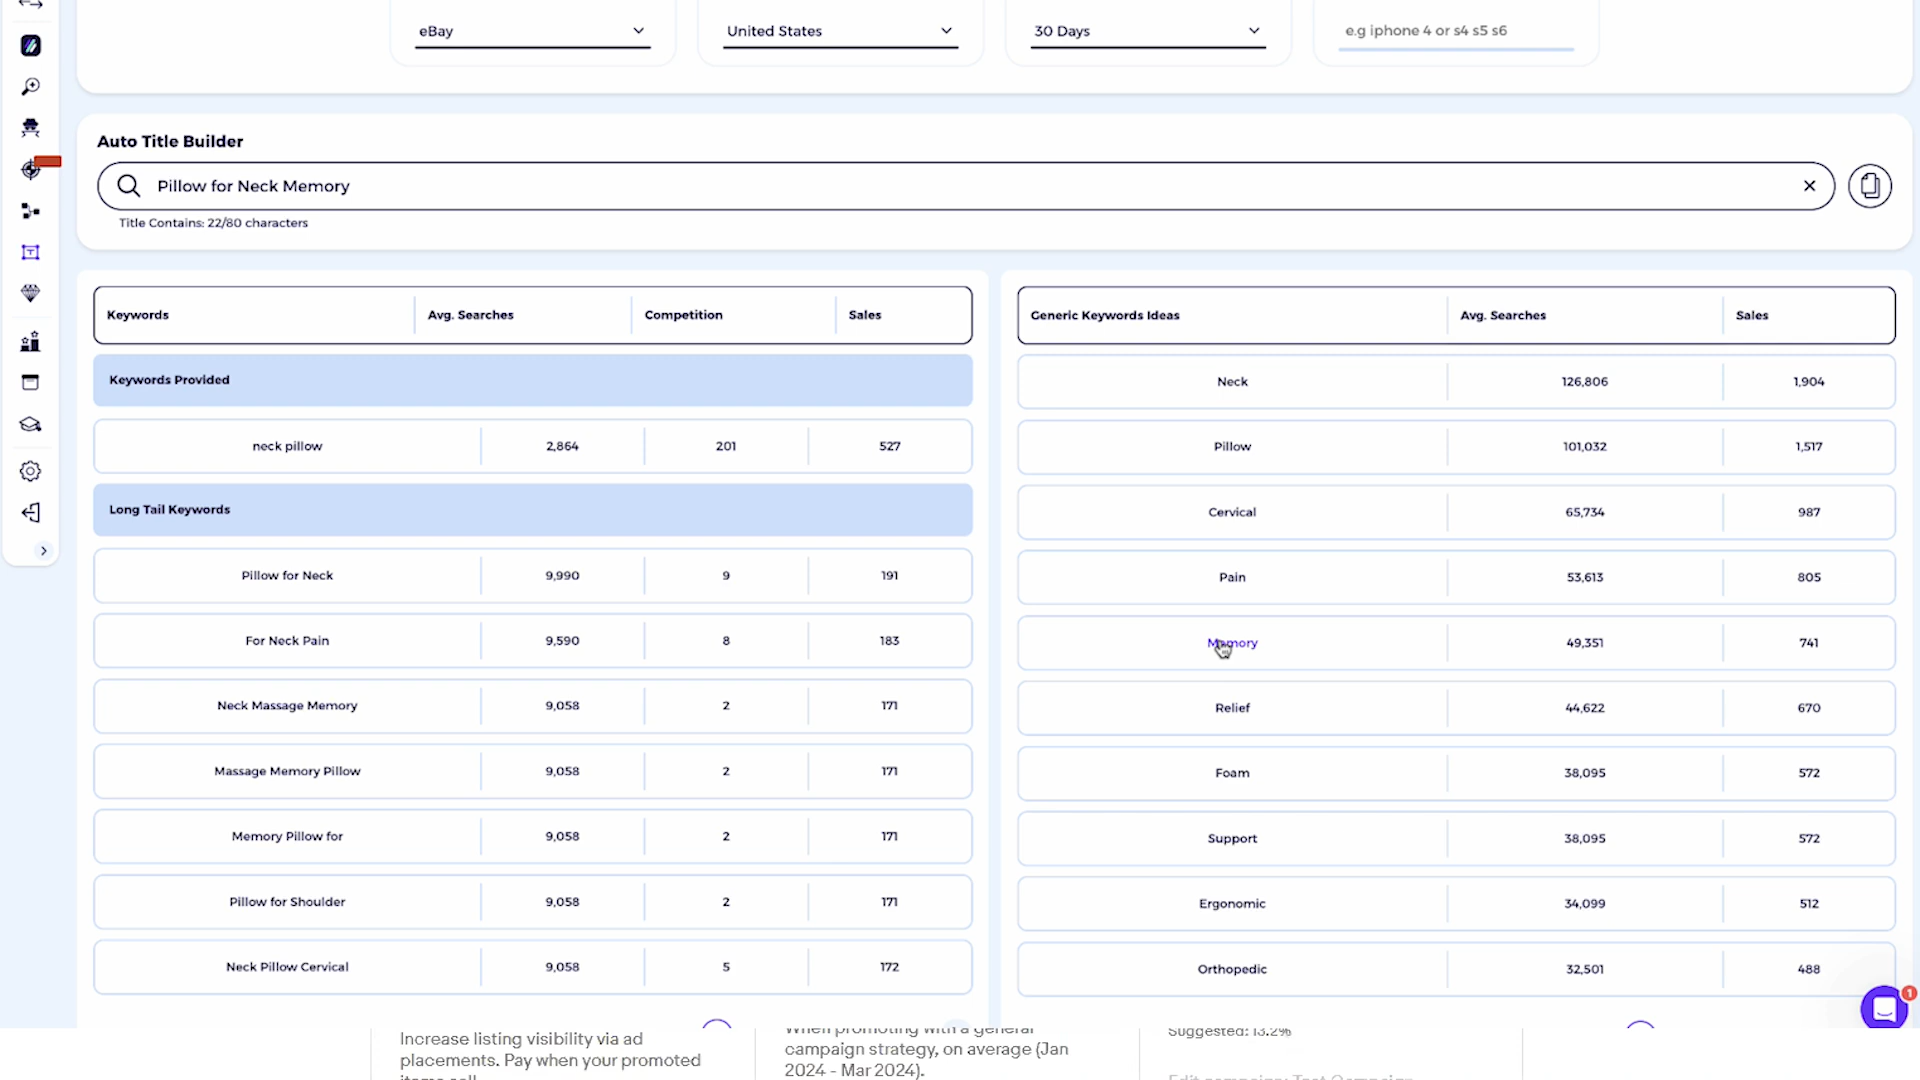 eBay
United States
30 Days
e.g iphone 4 or s4 s5 s6
Auto Title Builder
Pillow for Neck Memory
Title Contains: 22/80 characters
Keywords Avg. Searches Competition Sales
Keywords Provided
neck pillow 2,864 201 527
Long Tail Keywords
Pillow for Neck 9,990 9 191
For Neck Pain 9,590 8 183
Neck Massage Memory 9,058 2 171
Massage Memory Pillow 9,058 2 171
Memory Pillow for 9,058 2 171
Pillow for Shoulder 9,058 2 171
Neck Pillow Cervical 9,058 5 172
Generic Keywords Ideas Avg. Searches Sales
Neck 126,806 1,904
Pillow 101,032 1,517
Cervical 65,734 987
Pain 53,613 805
Memory 49,351 741
Relief 44,622 670
Foam 38,095 572
Support 38,095 572
Ergonomic 34,099 512
Orthopedic 32,501 488
1
Increase listing visibility via ad
placements. Pay when your promoted
When promoting with a general
campaign strategy, on average (Jan
2024 - Mar 2024).
Suggested: 13.2%